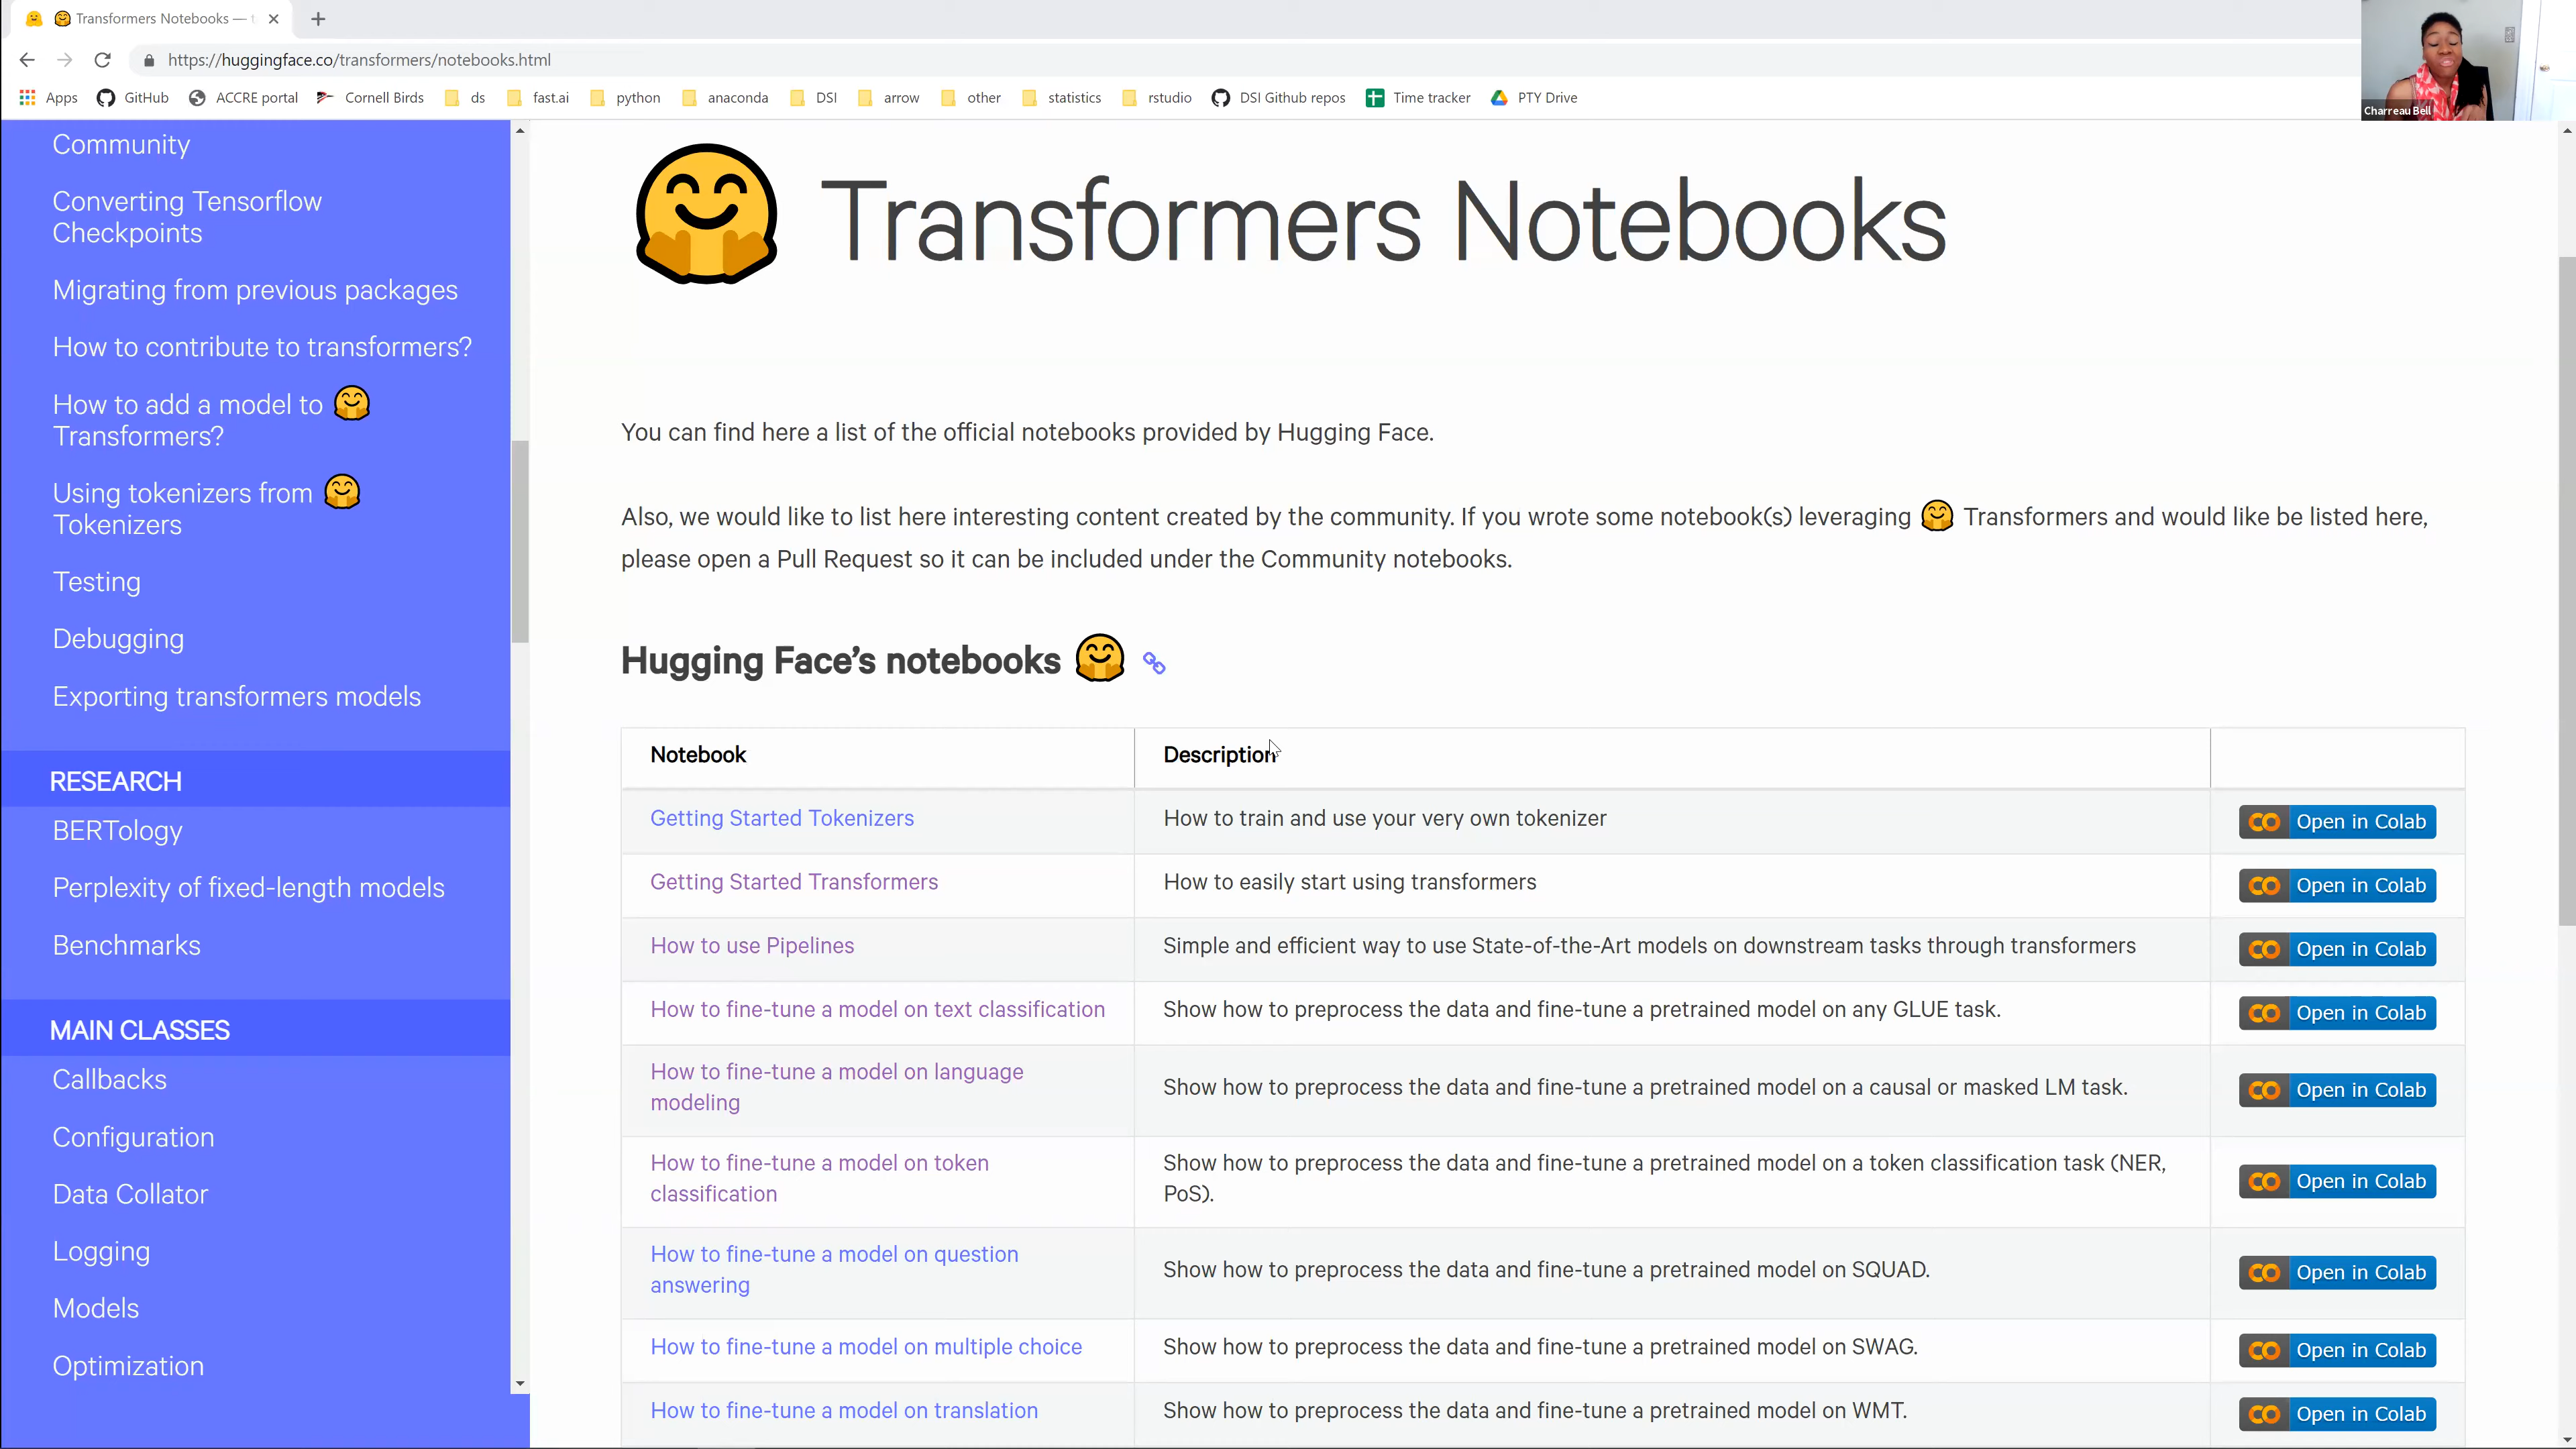 Transformers Notebooks — t
https://huggingface.co/transformers/notebooks.html
Apps GitHub ACCRE portal Cornell Birds ds fast.ai python anaconda DSI arrow other statistics rstudio DSI Github repos Time tracker PTY Drive
Charreau Bell
Community
Converting Tensorflow
Checkpoints
Migrating from previous packages
How to contribute to transformers?
How to add a model to 🤗
Transformers?
Using tokenizers from 🤗
Tokenizers
Testing
Debugging
Exporting transformers models
RESEARCH
BERTology
Perplexity of fixed-length models
Benchmarks
MAIN CLASSES
Callbacks
Configuration
Data Collator
Logging
Models
Optimization
🤗 Transformers Notebooks
You can find here a list of the official notebooks provided by Hugging Face.
Also, we would like to list here interesting content created by the community. If you wrote some notebook(s) leveraging 🤗 Transformers and would like be listed here,
please open a Pull Request so it can be included under the Community notebooks.
Hugging Face's notebooks 🤗
Notebook Description
Getting Started Tokenizers How to train and use your very own tokenizer Open in Colab
Getting Started Transformers How to easily start using transformers Open in Colab
How to use Pipelines Simple and efficient way to use State-of-the-Art models on downstream tasks through transformers Open in Colab
How to fine-tune a model on text classification Show how to preprocess the data and fine-tune a pretrained model on any GLUE task. Open in Colab
How to fine-tune a model on language
modeling
Show how to preprocess the data and fine-tune a pretrained model on a causal or masked LM task. Open in Colab
How to fine-tune a model on token
classification
Show how to preprocess the data and fine-tune a pretrained model on a token classification task (NER,
PoS).
Open in Colab
How to fine-tune a model on question
answering
Show how to preprocess the data and fine-tune a pretrained model on SQUAD. Open in Colab
How to fine-tune a model on multiple choice Show how to preprocess the data and fine-tune a pretrained model on SWAG. Open in Colab
How to fine-tune a model on translation Show how to preprocess the data and fine-tune a pretrained model on WMT. Open in Colab